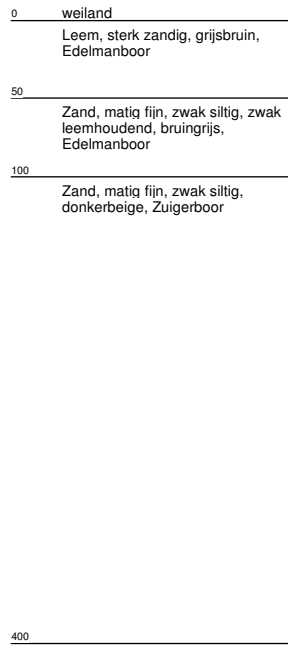 0 weiland
Leem, sterk zandig, grijsbruin,
Edelmanboor
50
Zand, matig fijn, zwak siltig, zwak
leemhoudend, bruingrijs,
Edelmanboor
100
Zand, matig fijn, zwak siltig,
donkerbeige, Zuigerboor
400